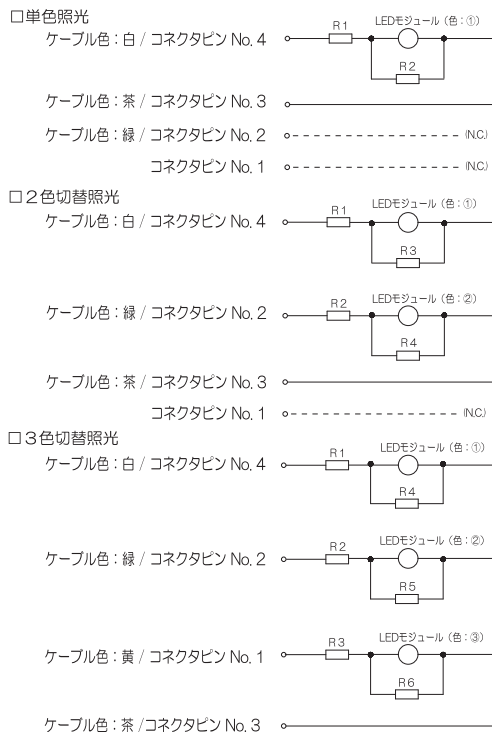 □単色照光
R1
LEDモジュール（色：①）
ケーブル色：白 / コネクタピン No. 4
R2
ケーブル色：茶 / コネクタピン No. 3
ケーブル色：緑 / コネクタピン No. 2
(N.C.)
コネクタピン No. 1
(N.C.)
□２色切替照光
R1
LEDモジュール（色：①）
ケーブル色：白 / コネクタピン No. 4
R3
R2
LEDモジュール（色：②）
ケーブル色：緑 / コネクタピン No. 2
R4
ケーブル色：茶 / コネクタピン No. 3
コネクタピン No. 1
(N.C.)
□３色切替照光
R1
LEDモジュール（色：①）
ケーブル色：白 / コネクタピン No. 4
R4
R2
LEDモジュール（色：②）
ケーブル色：緑 / コネクタピン No. 2
R5
R3
LEDモジュール（色：③）
ケーブル色：黄 / コネクタピン No. 1
R6
ケーブル色：茶 /コネクタピン No. 3